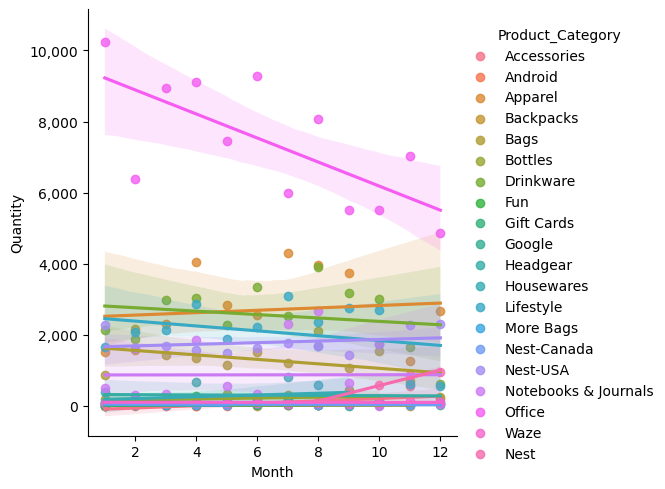 10,000
8,000
6,000
4,000
2,000
0
Quantity
2 4 6 8 10 12
Month
Product_Category
Accessories
Android
Apparel
Backpacks
Bags
Bottles
Drinkware
Fun
Gift Cards
Google
Headgear
Housewares
Lifestyle
More Bags
Nest-Canada
Nest-USA
Notebooks & Journals
Office
Waze
Nest